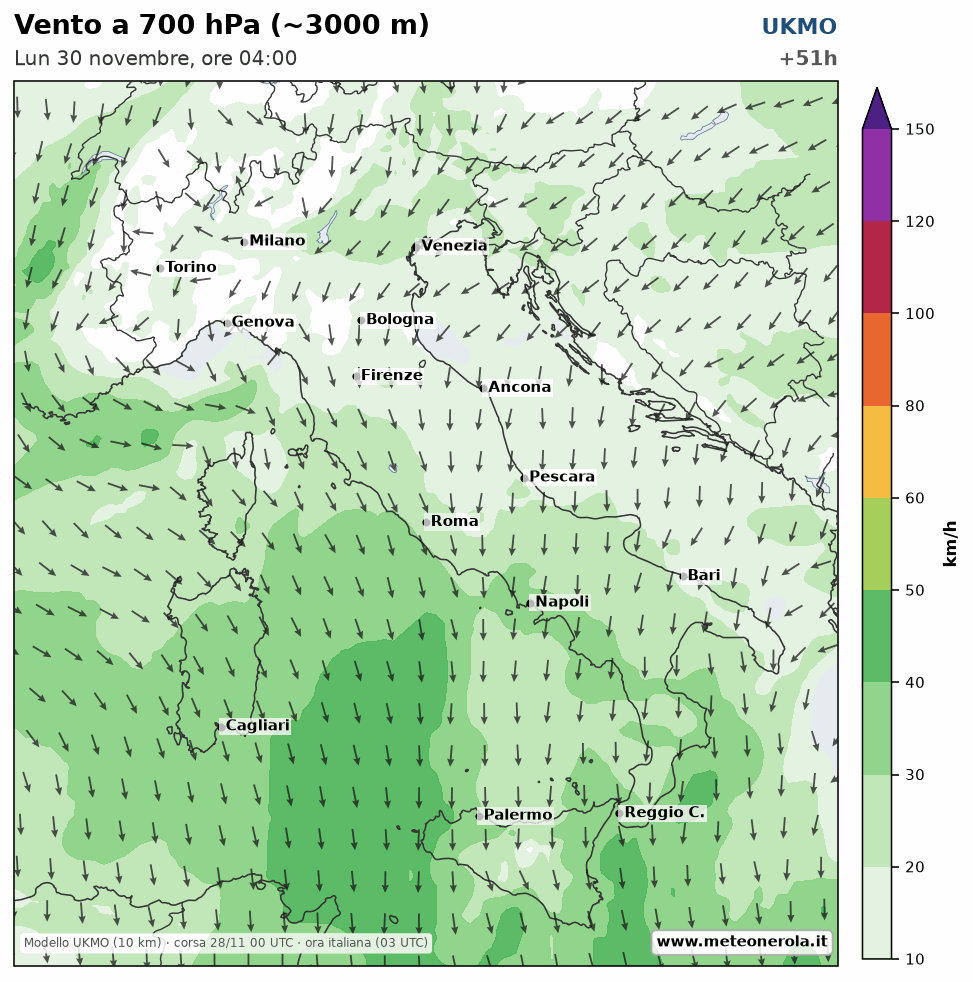 Vento a 700 hPa (~3000 m)
UKMO
Lun 30 novembre, ore 04:00
+51h
Milano
Venezia
Torino
Genova
Bologna
Firenze
Ancona
Pescara
Roma
Bari
Napoli
Cagliari
Palermo
Reggio C.
150
120
100
80
60
50
40
30
20
10
km/h
Modello UKMO (10 km) · corsa 28/11 00 UTC · ora italiana (03 UTC)
www.meteonerola.it